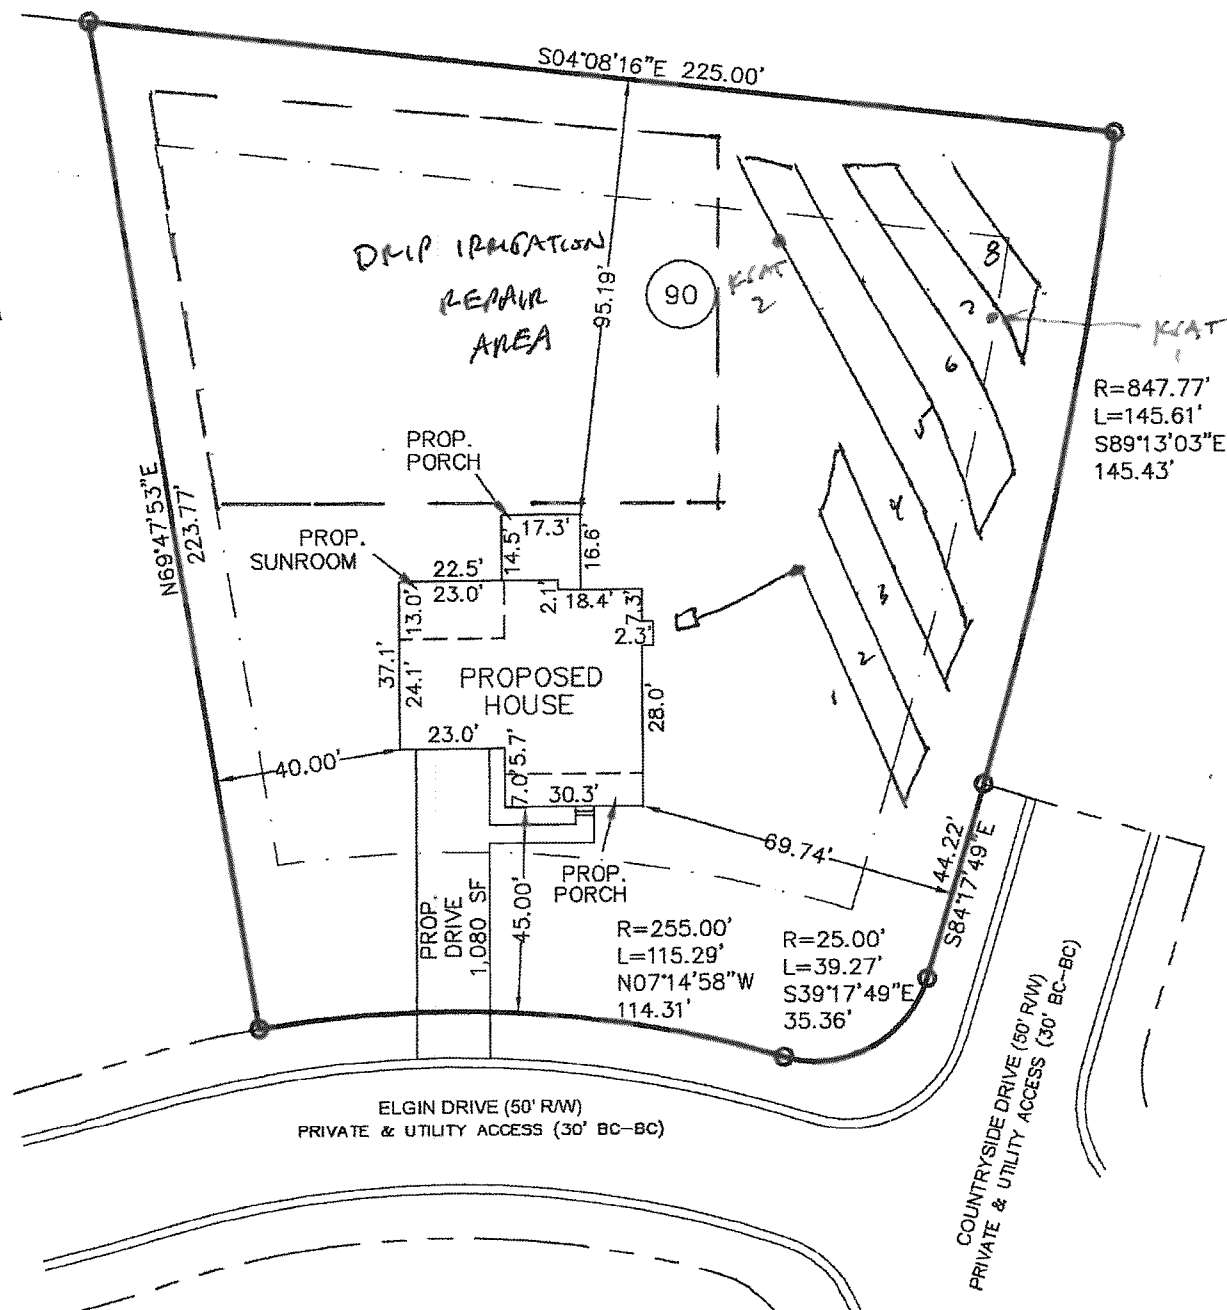 S04°08'16"E 225.00'
DRIP IRRIGATION
REPAIR
AREA
95.19'
90
KSAT
2
8
7
KSAT
1
6
5
4
3
2
1
R=847.77'
L=145.61'
S89°13'03"E
145.43'
N69°47'53"E
223.77'
PROP.
PORCH
17.3'
14.5'
16.6'
PROP.
SUNROOM
22.5'
23.0'
13.0'
2.1'
18.4'
7.3'
2.3'
37.1'
24.1'
PROPOSED
HOUSE
28.0'
23.0'
5.7'
7.0'
30.3'
40.00'
69.74'
PROP.
PORCH
PROP.
DRIVE
1,080 SF
45.00'
44.22'
S84°17'49"E
R=255.00'
L=115.29'
N07°14'58"W
114.31'
R=25.00'
L=39.27'
S39°17'49"E
35.36'
ELGIN DRIVE (50' R/W)
PRIVATE & UTILITY ACCESS (30' BC-BC)
COUNTRYSIDE DRIVE (50' R/W)
PRIVATE & UTILITY ACCESS (30' BC-BC)